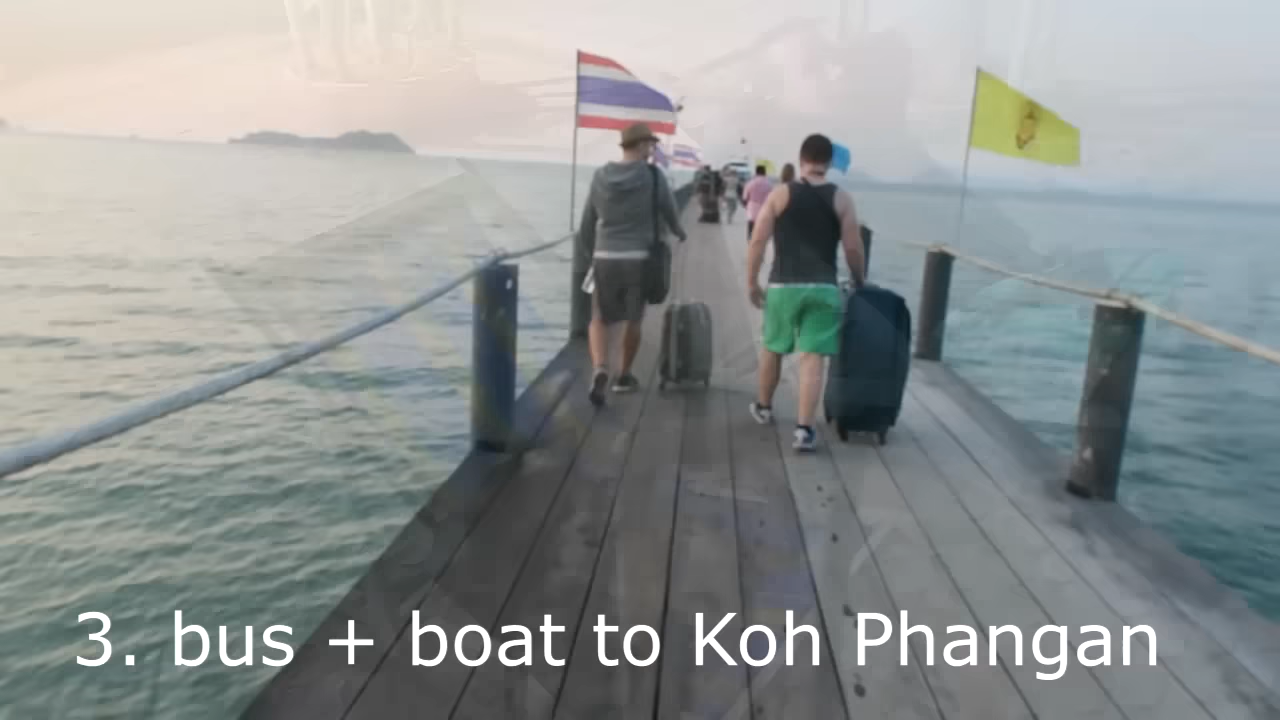 3. bus + boat to Koh Phangan